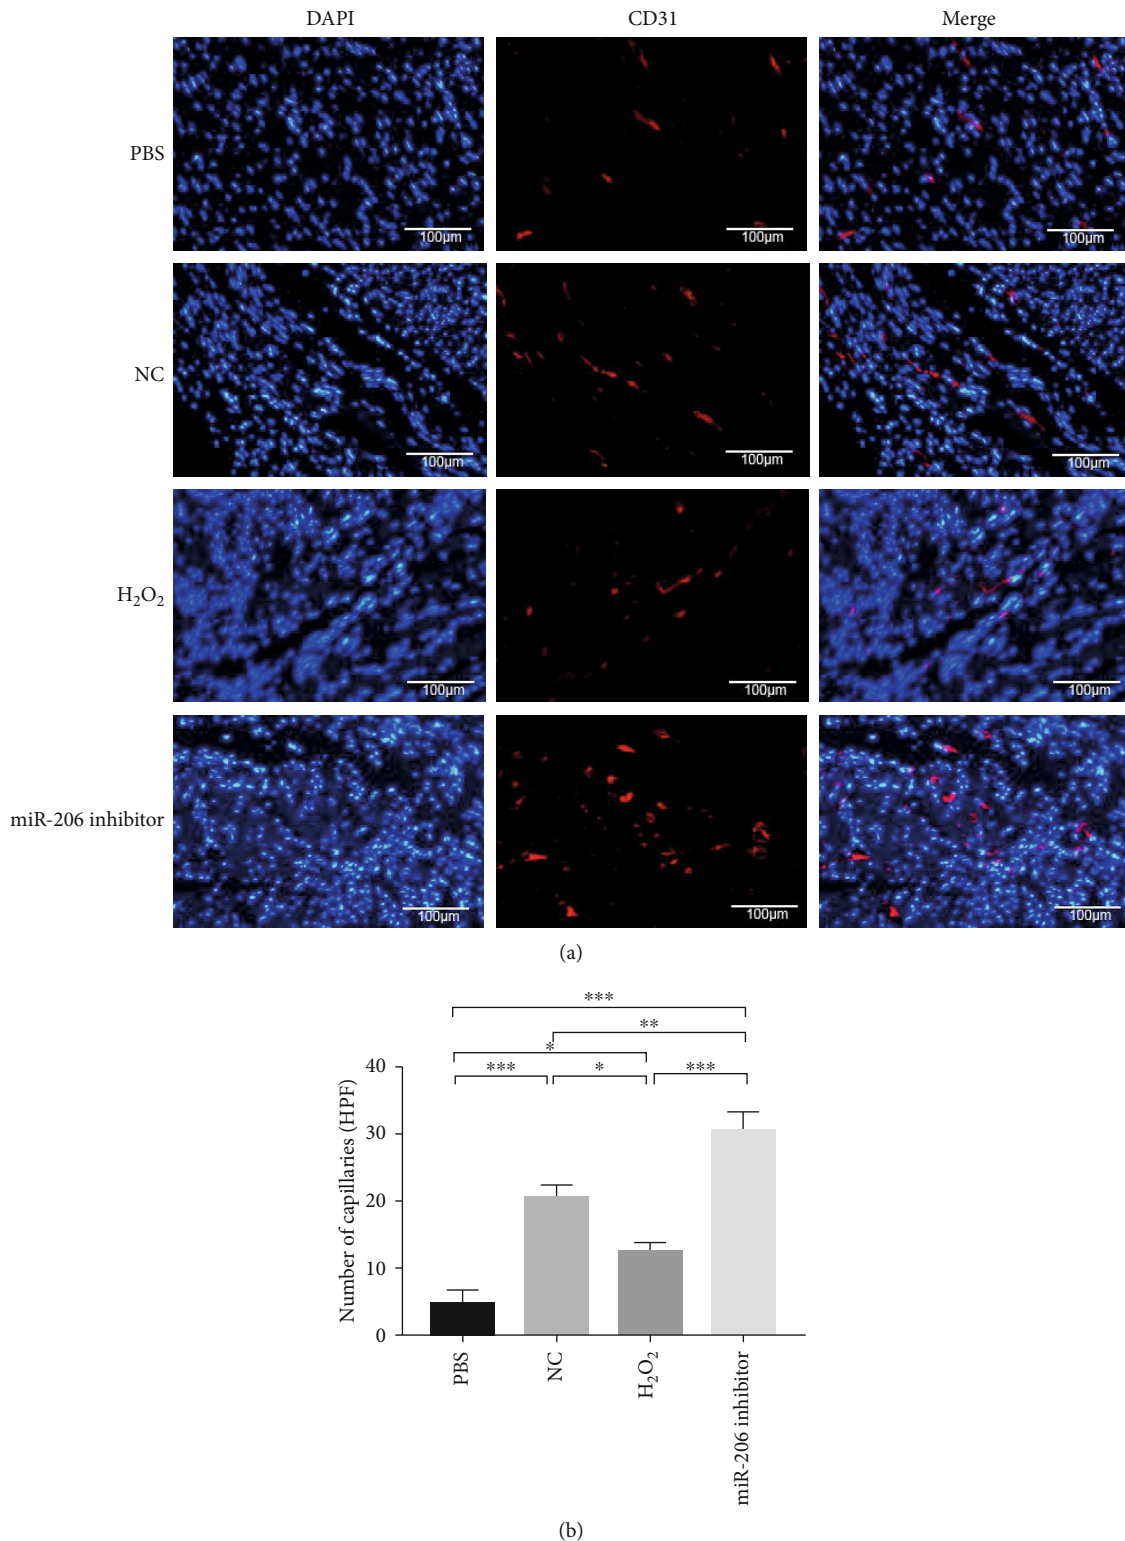 DAPI CD31 Merge
PBS
100μm 100μm 100μm
NC
100μm 100μm 100μm
H₂O₂
100μm 100μm 100μm
miR-206 inhibitor
100μm 100μm 100μm
(a)
***
**
*
*** * ***
Number of capillaries (HPF)
40
30
20
10
0
PBS
NC
H₂O₂
miR-206 inhibitor
(b)